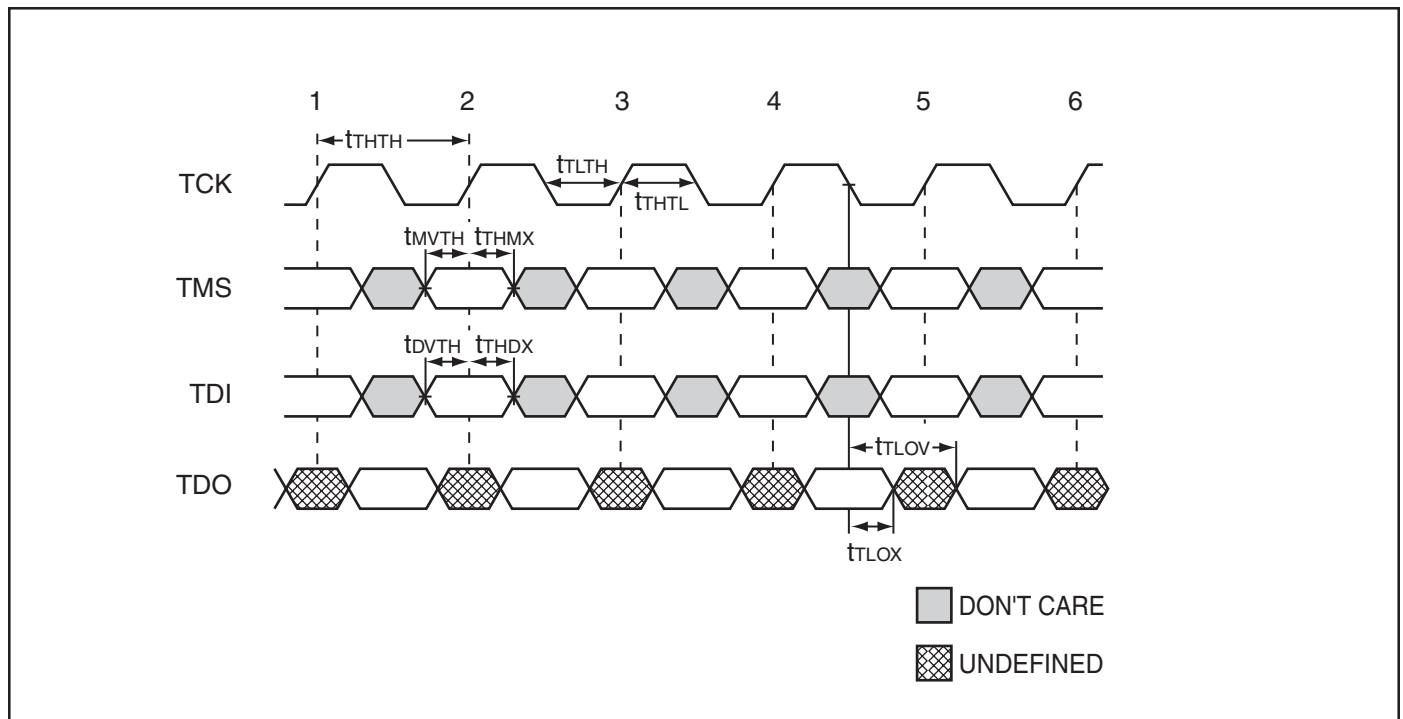 1 2 3 4 5 6
tTHTH
TCK
tTLTH
tTHTL
tMVTH tTHMX
TMS
tDVTH tTHDX
TDI
tTLOV
TDO
tTLOX
DON'T CARE
UNDEFINED